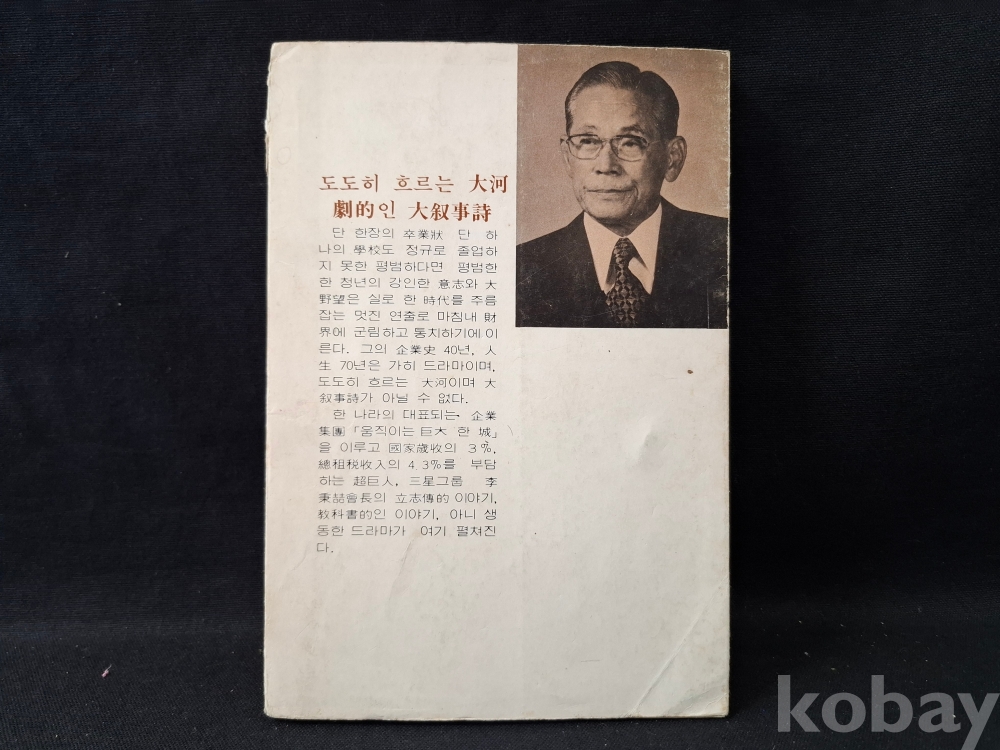 도도히 흐르는 大河
劇的인 大叙事詩
단 한장의 卒業狀 단 하
나의 學校도 정규로 졸업하
지 못한 평범하다면 평범한
한 청년의 강인한 意志와 大
野望은 실로 한 時代를 주름
잡는 멋진 연출로 마침내 財
界에 군림하고 통치하기에 이
른다. 그의 企業史 40년, 人
生 70년은 가히 드라마이며,
도도히 흐르는 大河이며 大
叙事詩가 아닐 수 없다.
한 나라의 대표되는 企業
集團「움직이는 巨大 한 城」
을 이루고 國家歲收의 3%,
總租税收入의 4.3%를 부담
하는 超巨人, 三星그룹 李
秉喆會長의 立志傳的 이야기,
教科書的인 이야기, 아니 생
동한 드라마가 여기 펼쳐진
다.
kobay